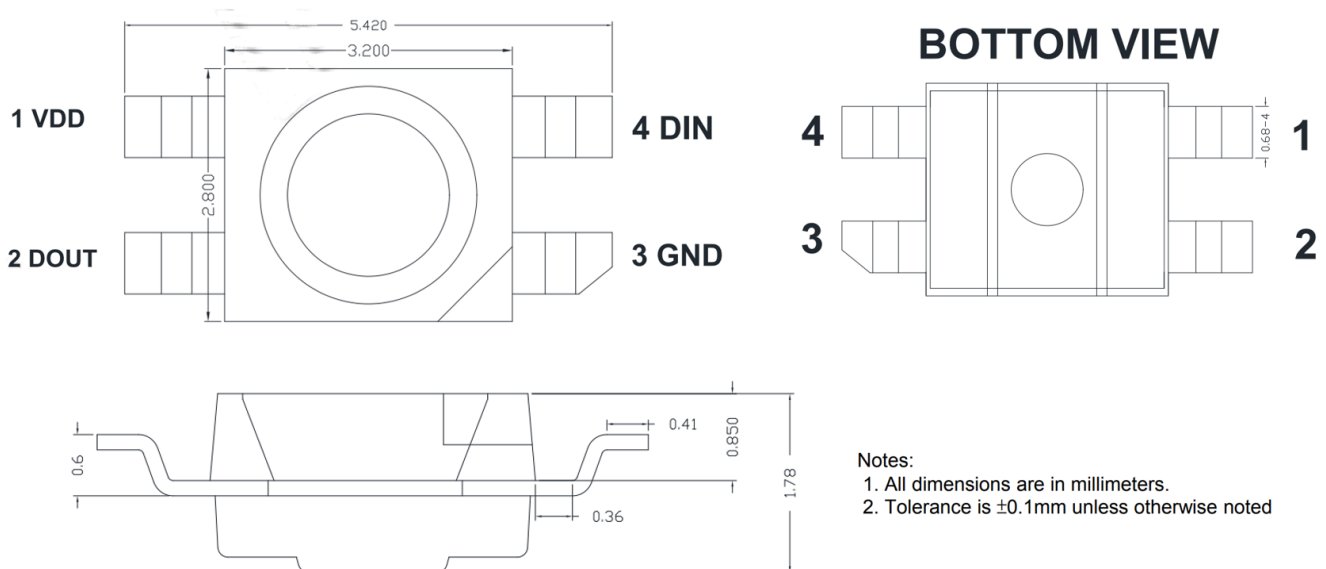 5.420
3.200
BOTTOM VIEW
1 VDD
4 DIN
4
0.68-4
1
2.800
2 DOUT
3 GND
3
2
0.6
0.41
0.850
1.78
0.36
Notes:
1. All dimensions are in millimeters.
2. Tolerance is ±0.1mm unless otherwise noted